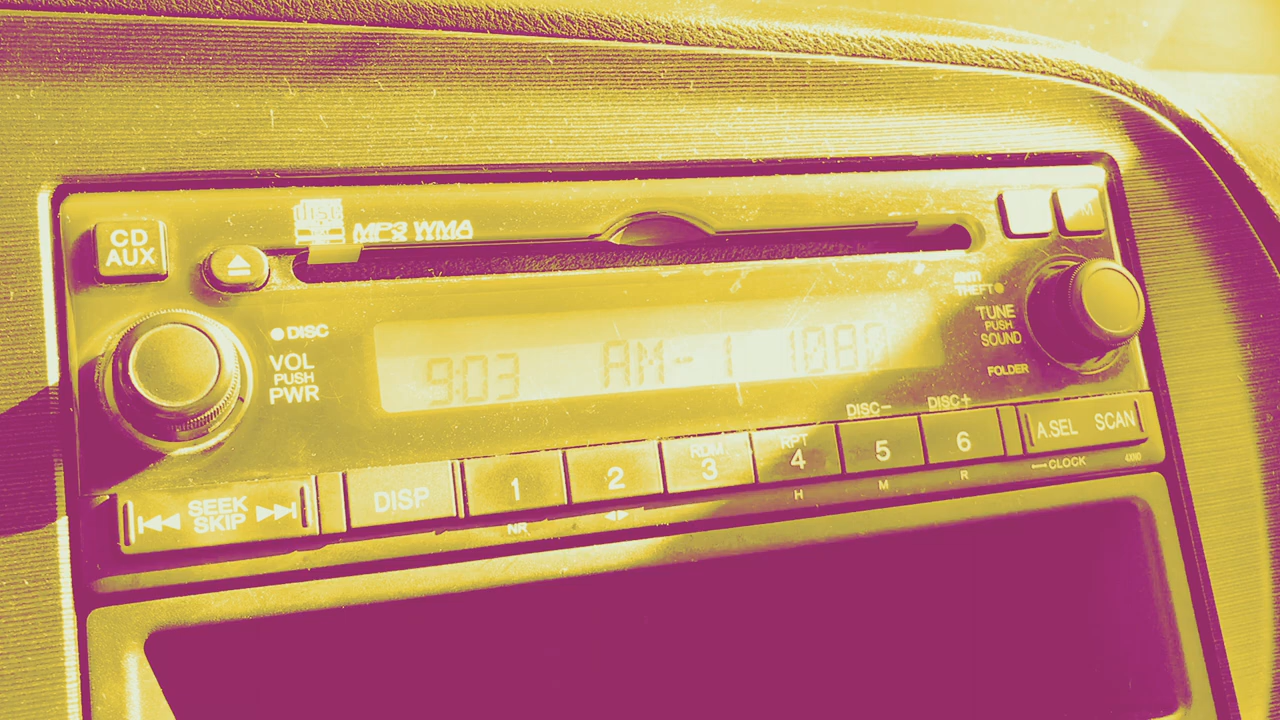 CD
AUX
DISC
MP3 WMA
DISC
VOL
PUSH
PWR
9:03 AM-1 1080
ANTI
THEFT
TUNE
PUSH
SOUND
FOLDER
DISC- DISC+
SEEK
SKIP
DISP
1
2
RDM
3
RPT
4
5
6
A.SEL SCAN
NR
H
M
R
CLOCK